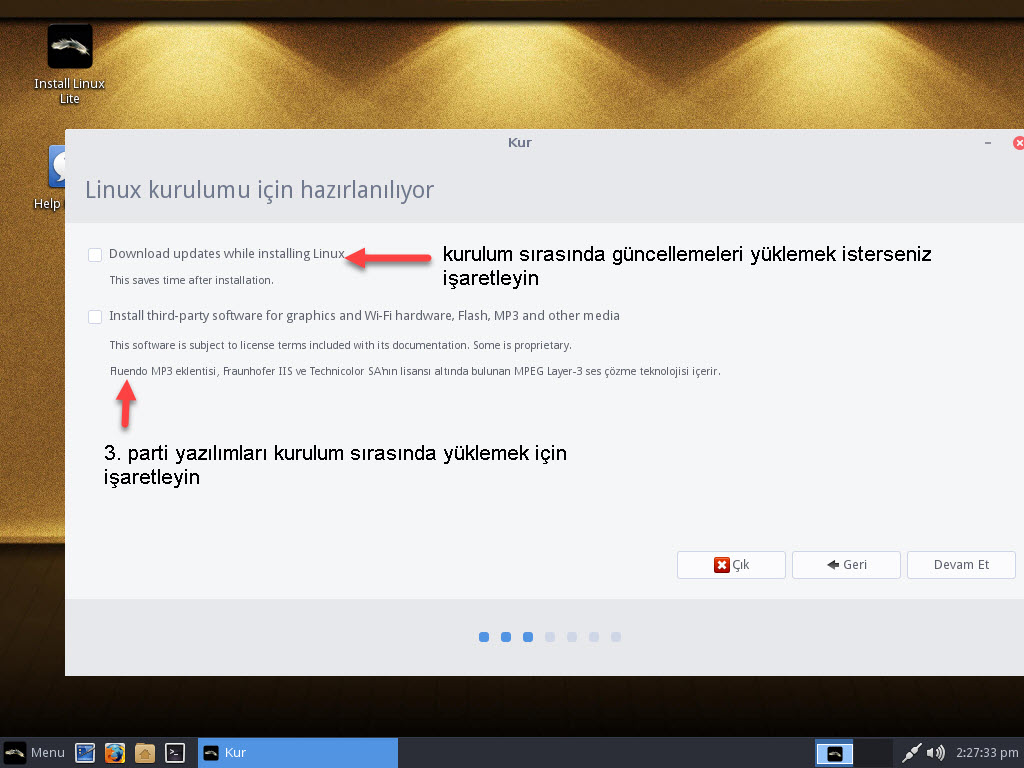 Install Linux
Lite
Help
Kur
Linux kurulumu için hazırlanılıyor
Download updates while installing Linux
kurulum sırasında güncellemeleri yüklemek isterseniz
işaretleyin
This saves time after installation.
Install third-party software for graphics and Wi-Fi hardware, Flash, MP3 and other media
This software is subject to license terms included with its documentation. Some is proprietary.
Fluendo MP3 eklentisi, Fraunhofer IIS ve Technicolor SA'nın lisansı altında bulunan MPEG Layer-3 ses çözme teknolojisi içerir.
3. parti yazılımları kurulum sırasında yüklemek için
işaretleyin
Çık
Geri
Devam Et
Menu
Kur
2:27:33 pm